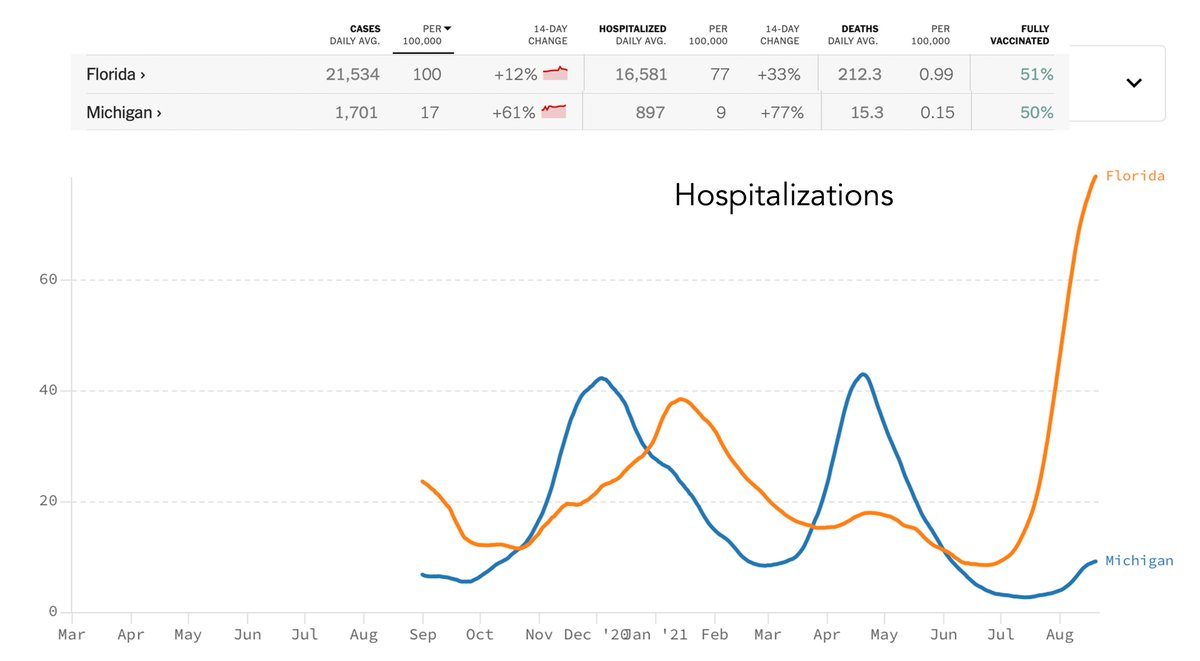 CASES PER 14-DAY HOSPITALIZED PER 14-DAY DEATHS PER FULLY
DAILY AVG. 100,000 CHANGE DAILY AVG. 100,000 CHANGE DAILY AVG. 100,000 VACCINATED
Florida › 21,534 100 +12% 16,581 77 +33% 212.3 0.99 51%
Michigan › 1,701 17 +61% 897 9 +77% 15.3 0.15 50%
Hospitalizations
Florida
60
40
20
Michigan
0
Mar Apr May Jun Jul Aug Sep Oct Nov Dec '20 Jan '21 Feb Mar Apr May Jun Jul Aug